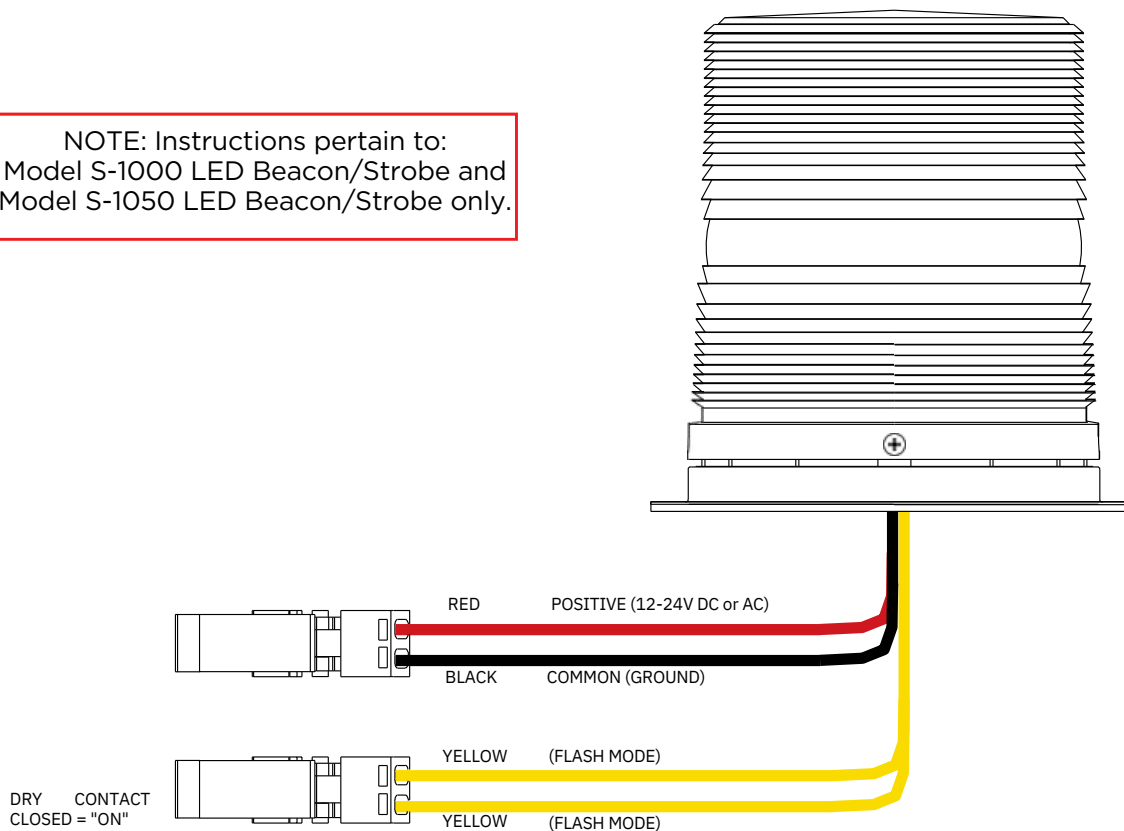 NOTE: Instructions pertain to:
Model S-1000 LED Beacon/Strobe and
Model S-1050 LED Beacon/Strobe only.
RED POSITIVE (12-24V DC or AC)
BLACK COMMON (GROUND)
YELLOW (FLASH MODE)
DRY CONTACT
CLOSED = "ON"
YELLOW (FLASH MODE)